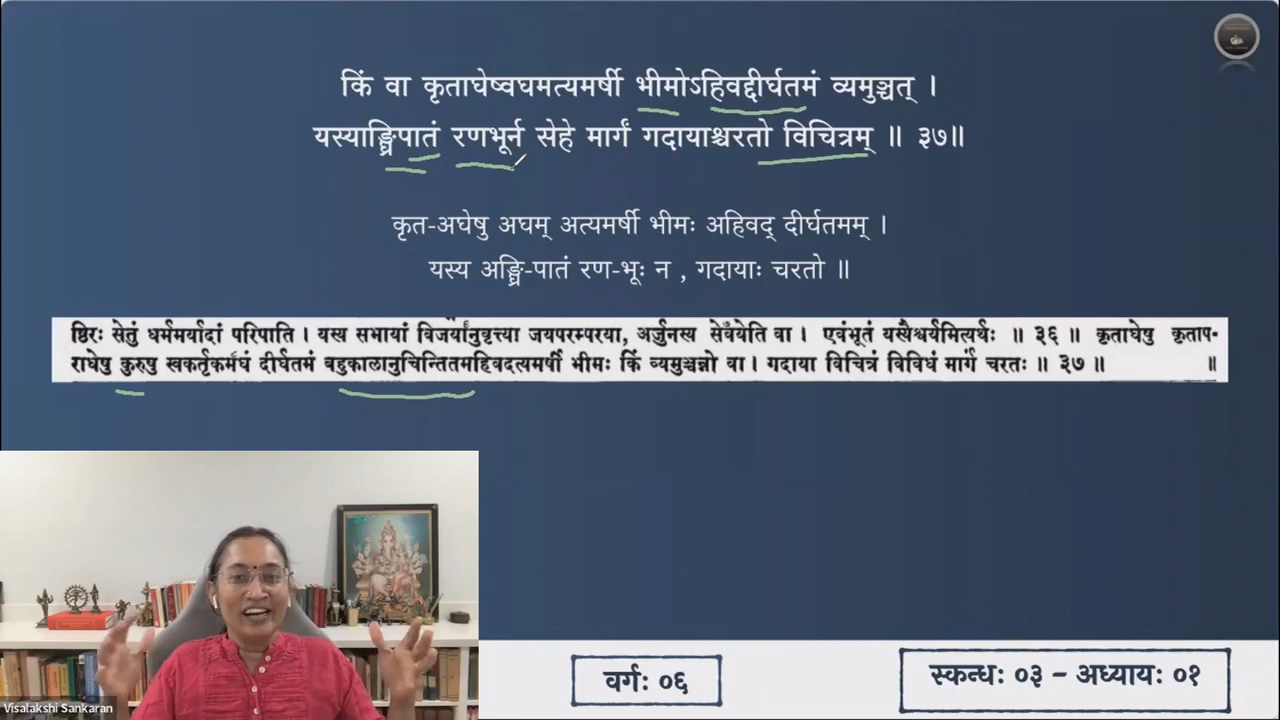 किं वा कृताघेष्वघमत्यमर्षी भीमोऽहिवद्दीर्घतमं व्यमुञ्चत् ।
यस्याङ्घ्रिपातं रणभूर्न सेहे मार्गं गदायाश्चरतो विचित्रम् ॥ ३७॥
कृत-अघेषु अघम् अत्यमर्षी भीमः अहिवद् दीर्घतमम् ।
यस्य अङ्घ्रि-पातं रण-भूः न , गदायाः चरतो ॥
ष्ठिरः सेतुं धर्ममर्यादां परिपाति । यस्य सभायां विजयानुवृत्त्या जयपरम्परया, अर्जुनस्य सेवयेति वा । एवंभूतं यस्यैश्वर्यमित्यर्थः ॥ ३६ ॥ कृताघेषु कृताप-
राधेषु कुरुषु स्वकर्तृकमघं दीर्घतमं बहुकालानुचिन्तितमहिवदत्यमर्षी भीमः किं व्यमुञ्चन्नो वा । गदाया विचित्रं विविधं मार्गं चरतः ॥ ३७ ॥ ॥
Visalakshi Sankaran
वर्गः ०६
स्कन्धः ०३ – अध्यायः ०१